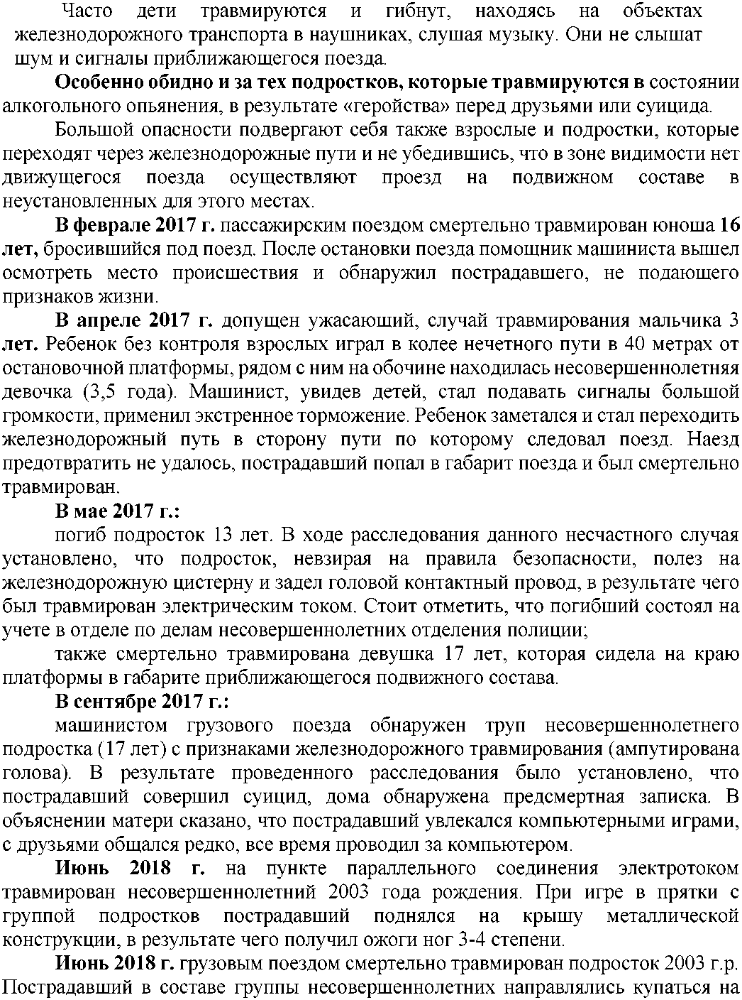 Часто дети травмируются и гибнут, находясь на объектах
железнодорожного транспорта в наушниках, слушая музыку. Они не слышат
шум и сигналы приближающегося поезда.
Особенно обидно и за тех подростков, которые травмируются в состоянии
алкогольного опьянения, в результате «геройства» перед друзьями или суицида.
Большой опасности подвергают себя также взрослые и подростки, которые
переходят через железнодорожные пути и не убедившись, что в зоне видимости нет
движущегося поезда осуществляют проезд на подвижном составе в
неустановленных для этого местах.
В феврале 2017 г. пассажирским поездом смертельно травмирован юноша 16
лет, бросившийся под поезд. После остановки поезда помощник машиниста вышел
осмотреть место происшествия и обнаружил пострадавшего, не подающего
признаков жизни.
В апреле 2017 г. допущен ужасающий, случай травмирования мальчика 3
лет. Ребенок без контроля взрослых играл в колее нечетного пути в 40 метрах от
остановочной платформы, рядом с ним на обочине находилась несовершеннолетняя
девочка (3,5 года). Машинист, увидев детей, стал подавать сигналы большой
громкости, применил экстренное торможение. Ребенок заметался и стал переходить
железнодорожный путь в сторону пути по которому следовал поезд. Наезд
предотвратить не удалось, пострадавший попал в габарит поезда и был смертельно
травмирован.
В мае 2017 г.:
погиб подросток 13 лет. В ходе расследования данного несчастного случая
установлено, что подросток, невзирая на правила безопасности, полез на
железнодорожную цистерну и задел головой контактный провод, в результате чего
был травмирован электрическим током. Стоит отметить, что погибший состоял на
учете в отделе по делам несовершеннолетних отделения полиции;
также смертельно травмирована девушка 17 лет, которая сидела на краю
платформы в габарите приближающегося подвижного состава.
В сентябре 2017 г.:
машинистом грузового поезда обнаружен труп несовершеннолетнего
подростка (17 лет) с признаками железнодорожного травмирования (ампутирована
голова). В результате проведенного расследования было установлено, что
пострадавший совершил суицид, дома обнаружена предсмертная записка. В
объяснении матери сказано, что пострадавший увлекался компьютерными играми,
с друзьями общался редко, все время проводил за компьютером.
Июнь 2018 г. на пункте параллельного соединения электротоком
травмирован несовершеннолетний 2003 года рождения. При игре в прятки с
группой подростков пострадавший поднялся на крышу металлической
конструкции, в результате чего получил ожоги ног 3-4 степени.
Июнь 2018 г. грузовым поездом смертельно травмирован подросток 2003 г.р.
Пострадавший в составе группы несовершеннолетних направлялись купаться на